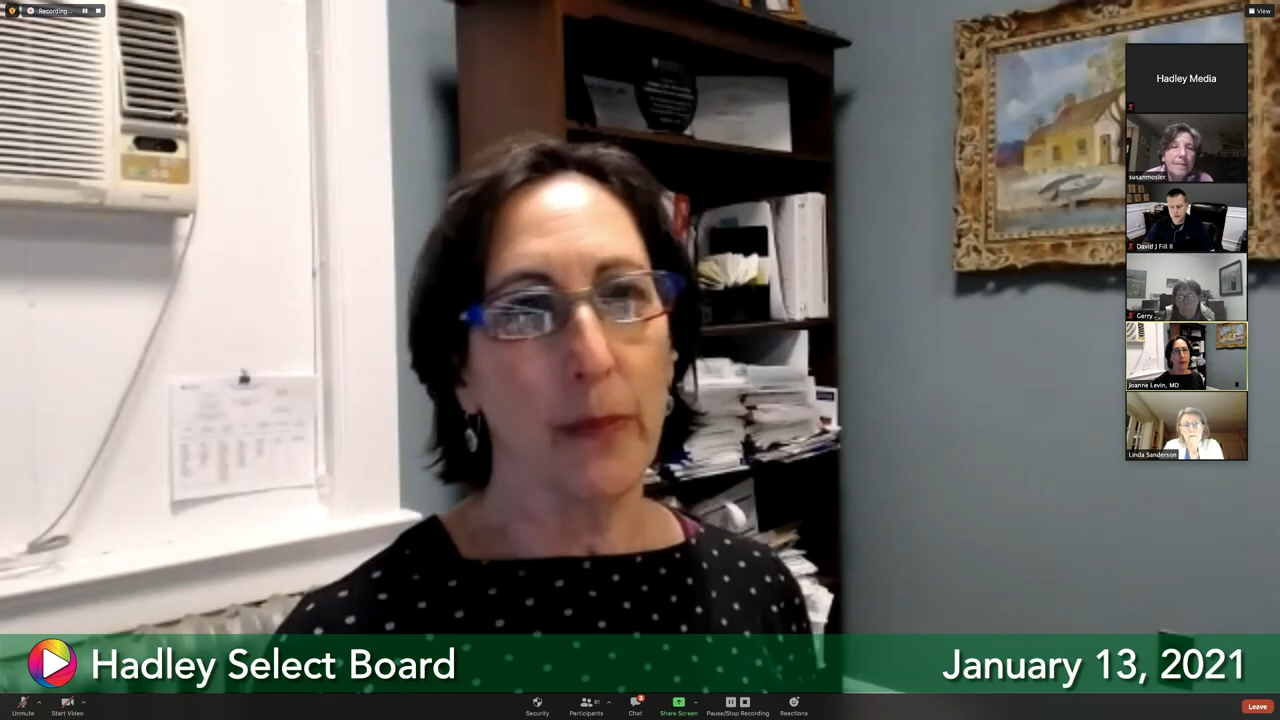 Recording...
View
Hadley Media
susanmosler
David J Fill II
Gerry
Joanne Levin, MD
Linda Sanderson
Hadley Select Board
January 13, 2021
Unmute
Start Video
Security
Participants
81
Chat
Share Screen
Pause/Stop Recording
Reactions
Leave